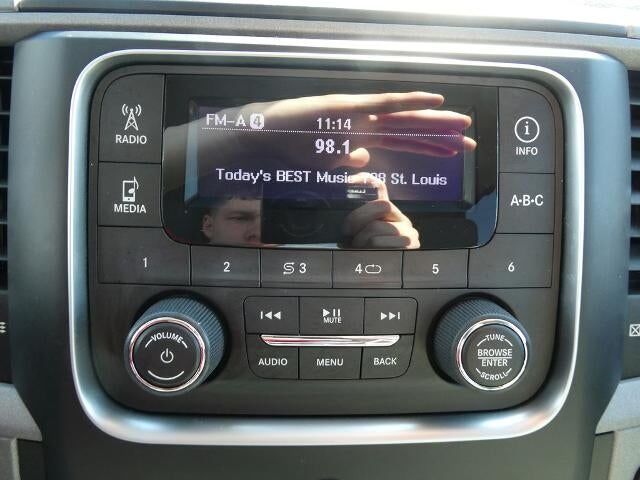 FM-A 4
11:14
98.1
Today's BEST Music St. Louis
RADIO
MEDIA
INFO
A·B·C
1
2
3
4
5
6
VOLUME
MUTE
AUDIO
MENU
BACK
TUNE
BROWSE
ENTER
SCROLL